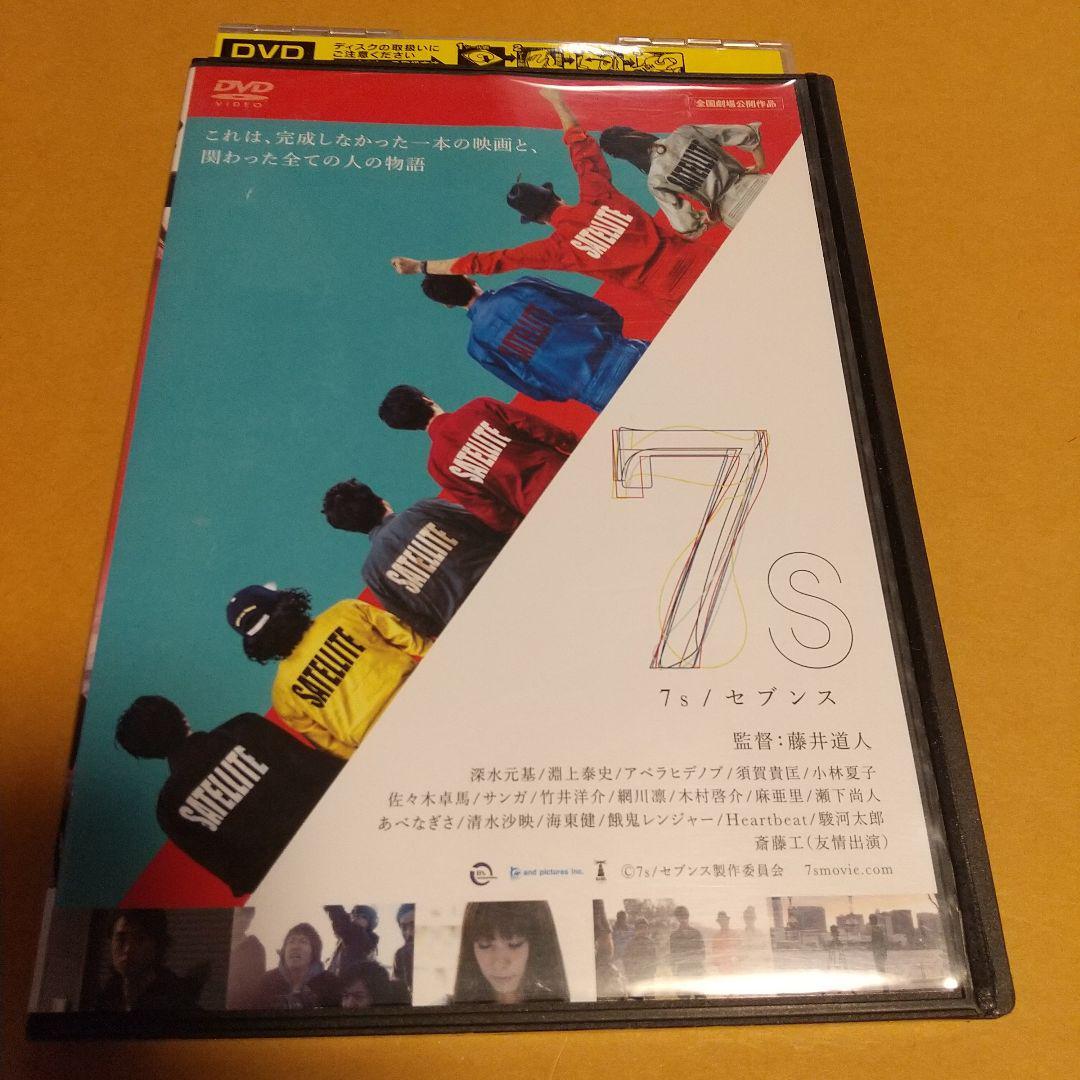 DVD
ディスクの取扱いに
ご注意ください
1
2
DVD
VIDEO
全国劇場公開作品
これは、完成しなかった一本の映画と、
関わった全ての人の物語
SATELLITE
SATELLITE
SATELLITE
SATELLITE
SATELLITE
SATELLITE
SATELLITE
7s
7s/セブンス
監督:藤井道人
深水元基/淵上泰史/アベラヒデノブ/須賀貴匡/小林夏子
佐々木卓馬/サンガ/竹井洋介/網川凛/木村啓介/麻亜里/瀬下尚人
あべなぎさ/清水沙映/海東健/餓鬼レンジャー/Heartbeat/駿河太郎
斎藤工(友情出演)
and pictures inc.
©7s/セブンス製作委員会 7smovie.com